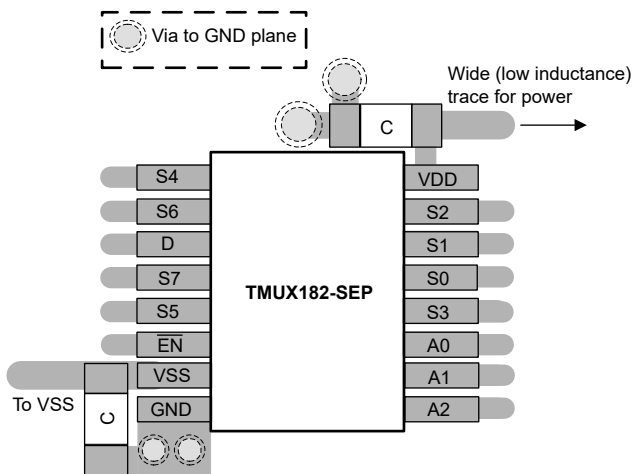 Via to GND plane
Wide (low inductance)
trace for power
C
S4
VDD
S6
S2
D
S1
S7
TMUX182-SEP
S0
S5
S3
EN
A0
VSS
A1
To VSS
C
GND
A2